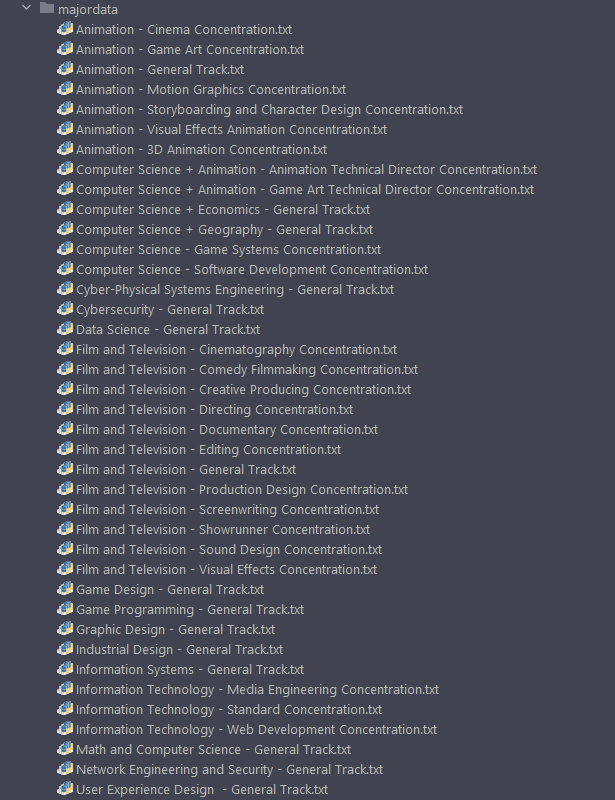 majordata
Animation - Cinema Concentration.txt
Animation - Game Art Concentration.txt
Animation - General Track.txt
Animation - Motion Graphics Concentration.txt
Animation - Storyboarding and Character Design Concentration.txt
Animation - Visual Effects Animation Concentration.txt
Animation - 3D Animation Concentration.txt
Computer Science + Animation - Animation Technical Director Concentration.txt
Computer Science + Animation - Game Art Technical Director Concentration.txt
Computer Science + Economics - General Track.txt
Computer Science + Geography - General Track.txt
Computer Science - Game Systems Concentration.txt
Computer Science - Software Development Concentration.txt
Cyber-Physical Systems Engineering - General Track.txt
Cybersecurity - General Track.txt
Data Science - General Track.txt
Film and Television - Cinematography Concentration.txt
Film and Television - Comedy Filmmaking Concentration.txt
Film and Television - Creative Producing Concentration.txt
Film and Television - Directing Concentration.txt
Film and Television - Documentary Concentration.txt
Film and Television - Editing Concentration.txt
Film and Television - General Track.txt
Film and Television - Production Design Concentration.txt
Film and Television - Screenwriting Concentration.txt
Film and Television - Showrunner Concentration.txt
Film and Television - Sound Design Concentration.txt
Film and Television - Visual Effects Concentration.txt
Game Design - General Track.txt
Game Programming - General Track.txt
Graphic Design - General Track.txt
Industrial Design - General Track.txt
Information Systems - General Track.txt
Information Technology - Media Engineering Concentration.txt
Information Technology - Standard Concentration.txt
Information Technology - Web Development Concentration.txt
Math and Computer Science - General Track.txt
Network Engineering and Security - General Track.txt
User Experience Design  - General Track.txt